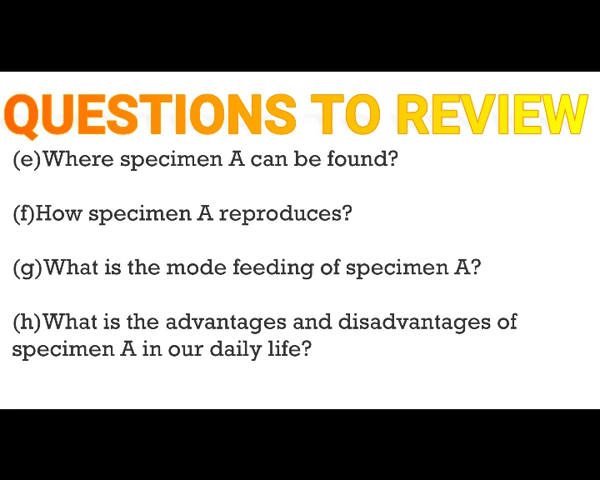 QUESTIONS TO REVIEW
(e)Where specimen A can be found?
(f)How specimen A reproduces?
(g)What is the mode feeding of specimen A?
(h)What is the advantages and disadvantages of
specimen A in our daily life?